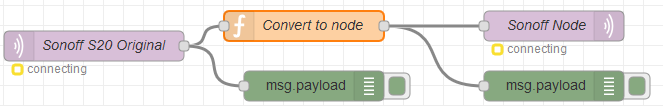 Convert to node
Sonoff Node
Sonoff S20 Original
connecting
connecting
msg.payload
msg.payload